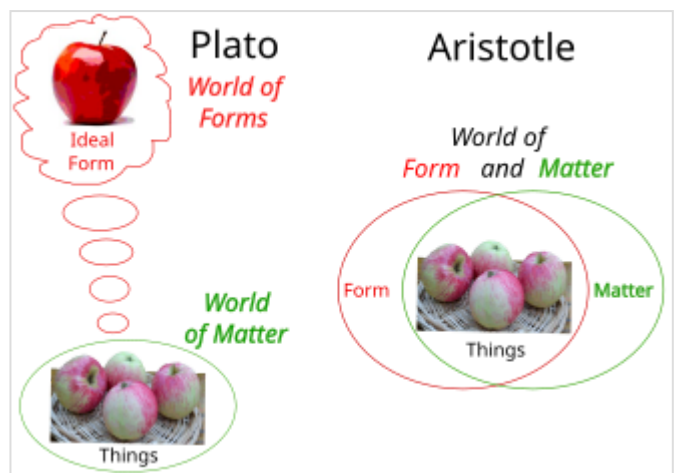 Plato
World of
Forms
Ideal
Form
World
of Matter
Things
Aristotle
World of
Form and Matter
Form
Matter
Things